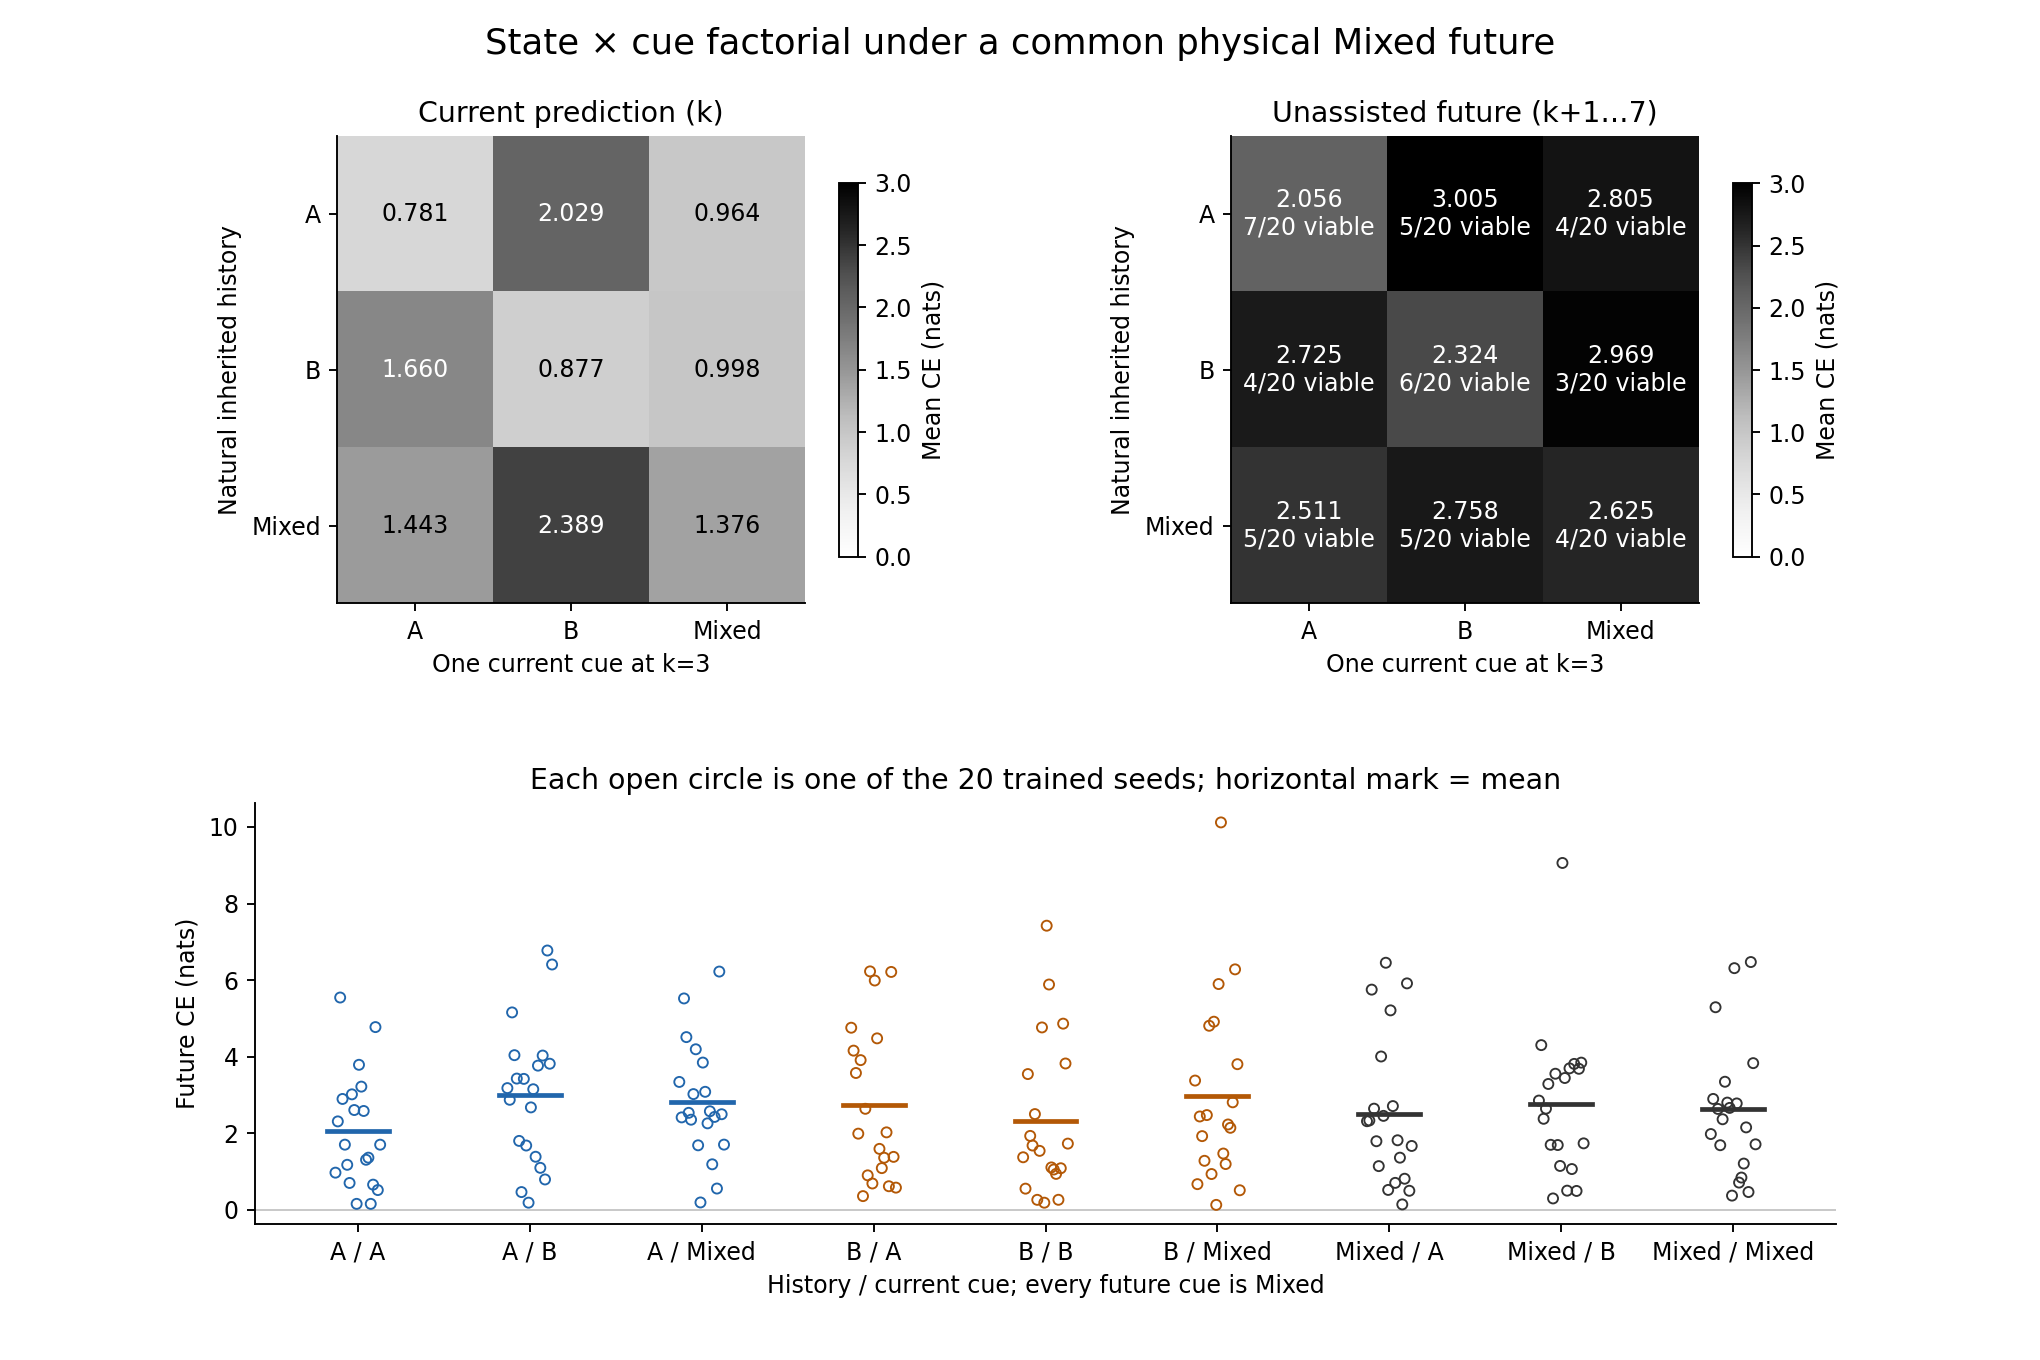 State × cue factorial under a common physical Mixed future
Current prediction (k)
Natural inherited history
A
B
Mixed
0.781
2.029
0.964
1.660
0.877
0.998
1.443
2.389
1.376
A
B
Mixed
One current cue at k=3
3.0
2.5
2.0
1.5
1.0
0.5
0.0
Mean CE (nats)
Unassisted future (k+1...7)
Natural inherited history
A
B
Mixed
2.056
7/20 viable
3.005
5/20 viable
2.805
4/20 viable
2.725
4/20 viable
2.324
6/20 viable
2.969
3/20 viable
2.511
5/20 viable
2.758
5/20 viable
2.625
4/20 viable
A
B
Mixed
One current cue at k=3
3.0
2.5
2.0
1.5
1.0
0.5
0.0
Mean CE (nats)
Each open circle is one of the 20 trained seeds; horizontal mark = mean
Future CE (nats)
10
8
6
4
2
0
A / A
A / B
A / Mixed
B / A
B / B
B / Mixed
Mixed / A
Mixed / B
Mixed / Mixed
History / current cue; every future cue is Mixed